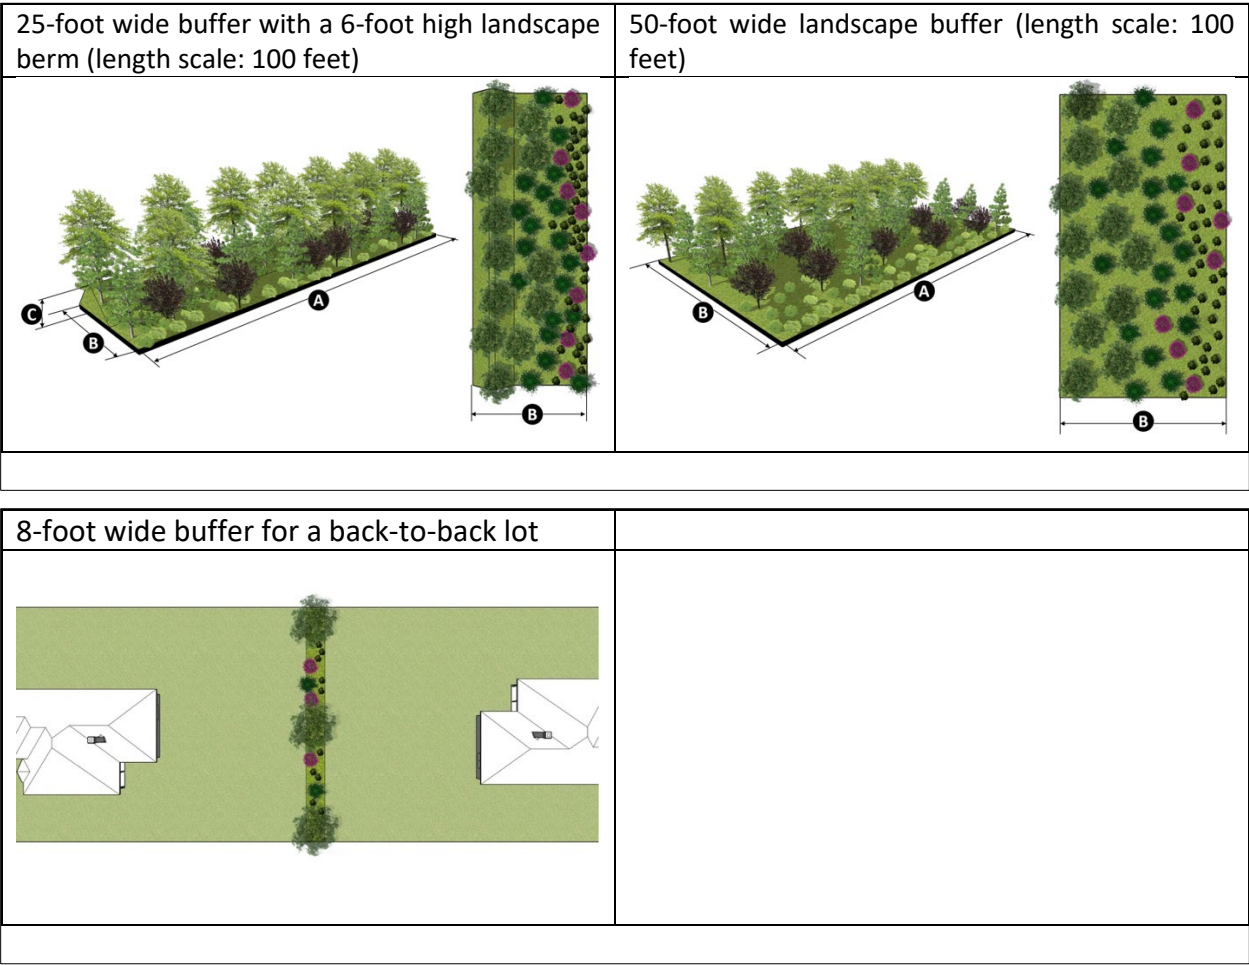 25-foot wide buffer with a 6-foot high landscape
berm (length scale: 100 feet)
50-foot wide landscape buffer (length scale: 100
feet)
C
B
A
B
B
A
B
8-foot wide buffer for a back-to-back lot